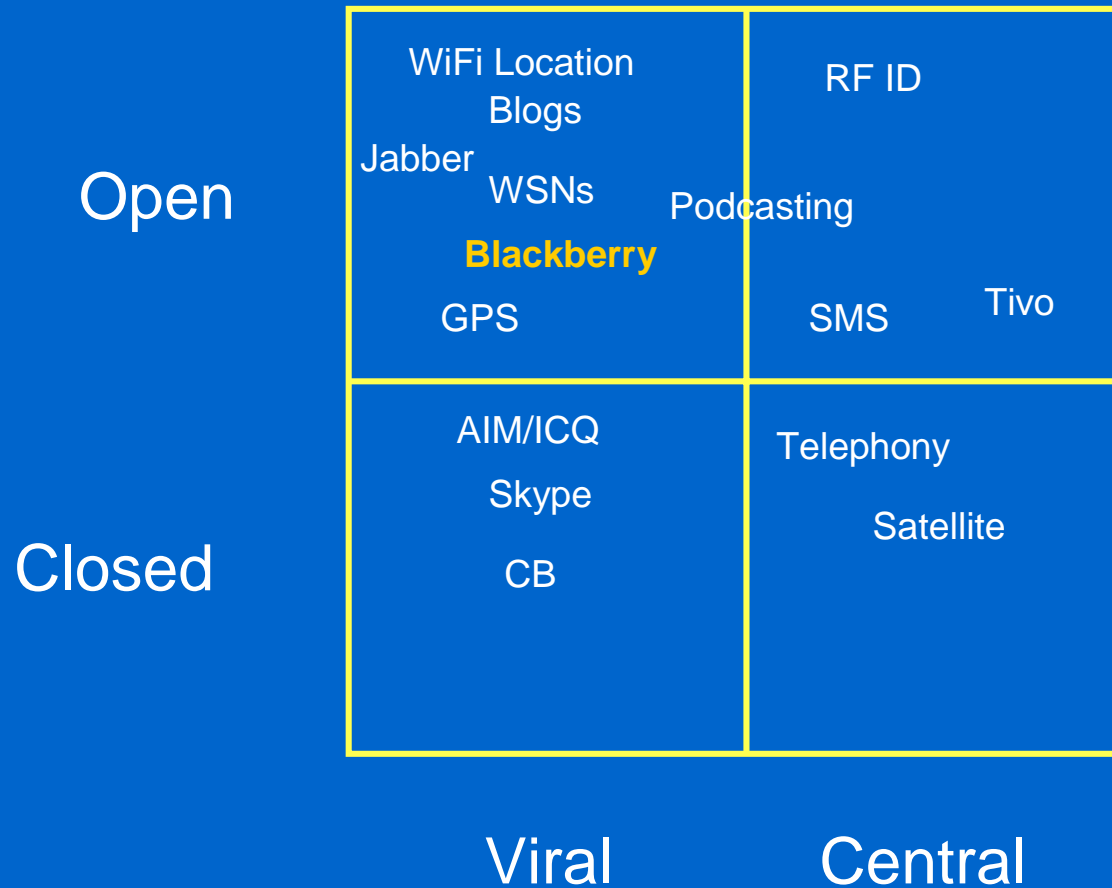 WiFi Location
Blogs
Jabber
WSNs
Blackberry
GPS
Podcasting
RF ID
SMS
Tivo
Open
AIM/ICQ
Skype
CB
Telephony
Satellite
Closed
Viral
Central